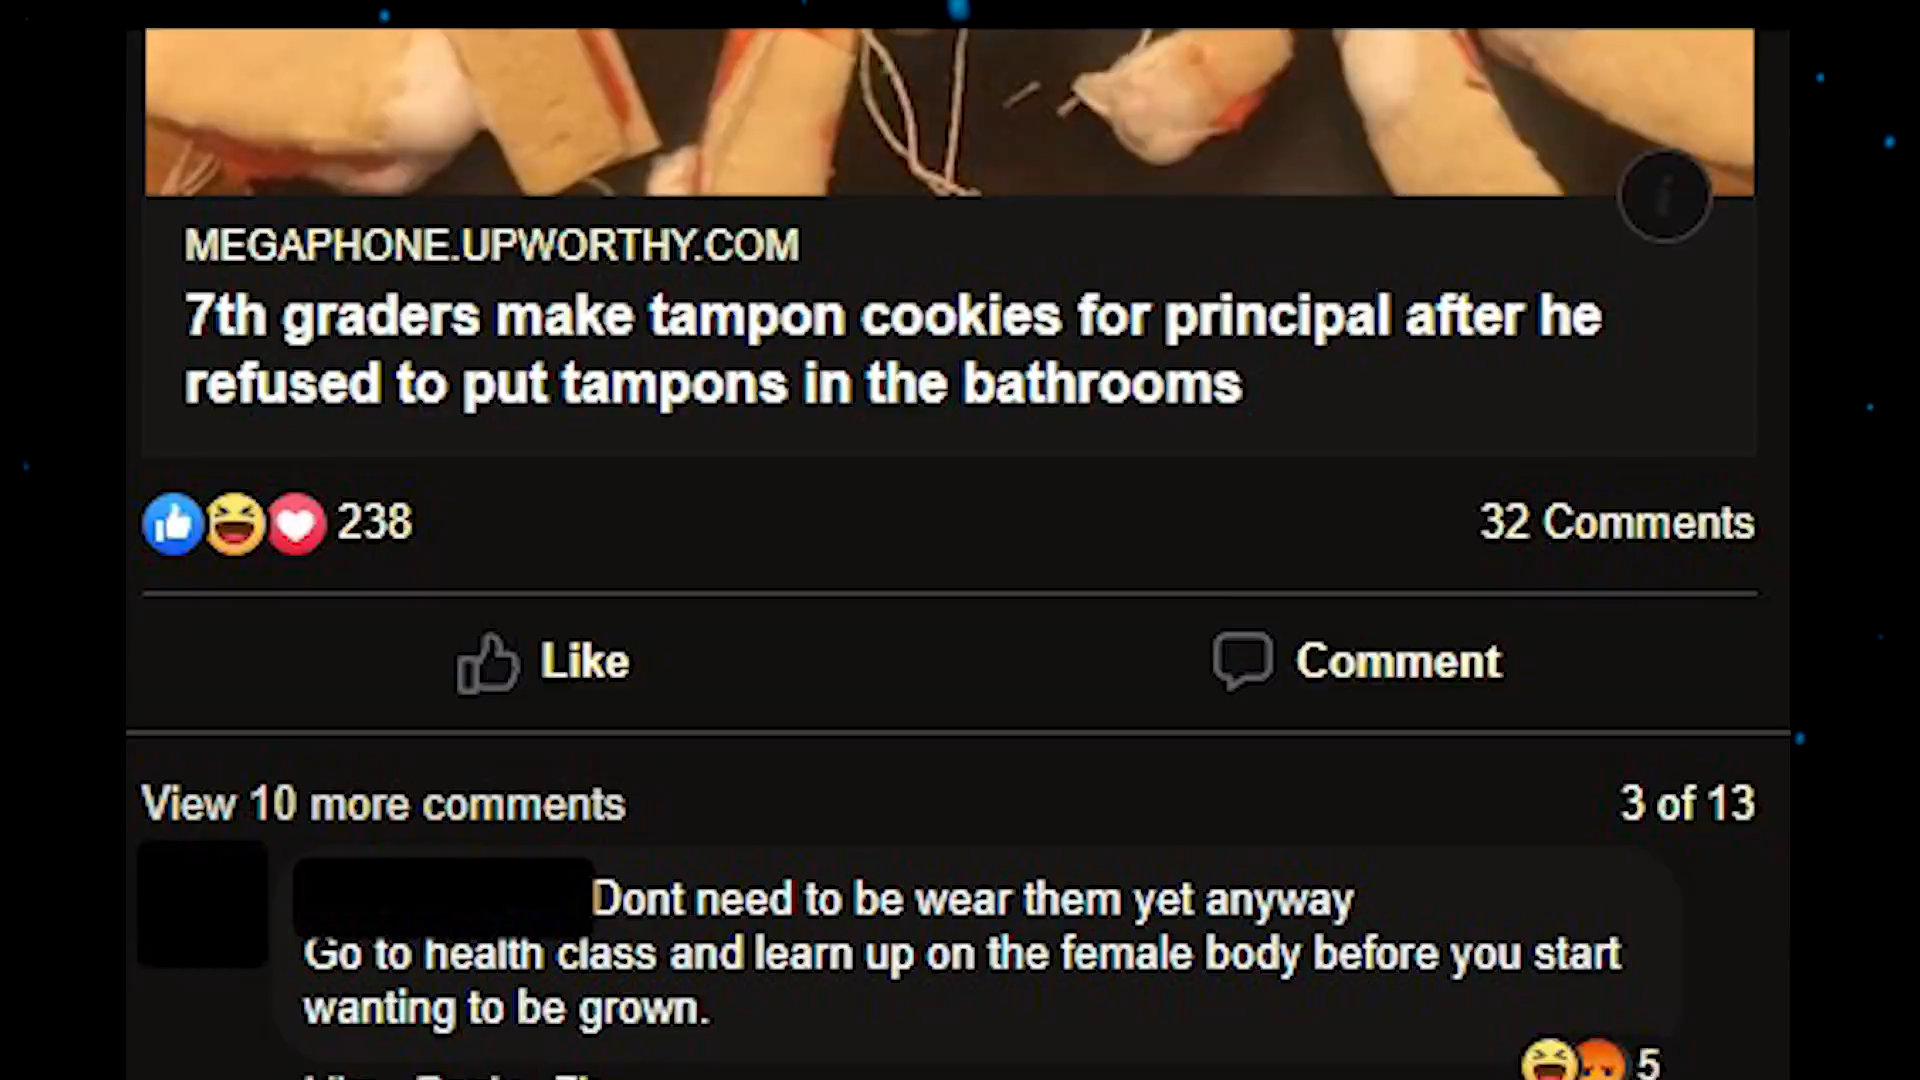 MEGAPHONE.UPWORTHY.COM
7th graders make tampon cookies for principal after he
refused to put tampons in the bathrooms
238
32 Comments
Like
Comment
View 10 more comments
3 of 13
Dont need to be wear them yet anyway
Go to health class and learn up on the female body before you start
wanting to be grown.
5